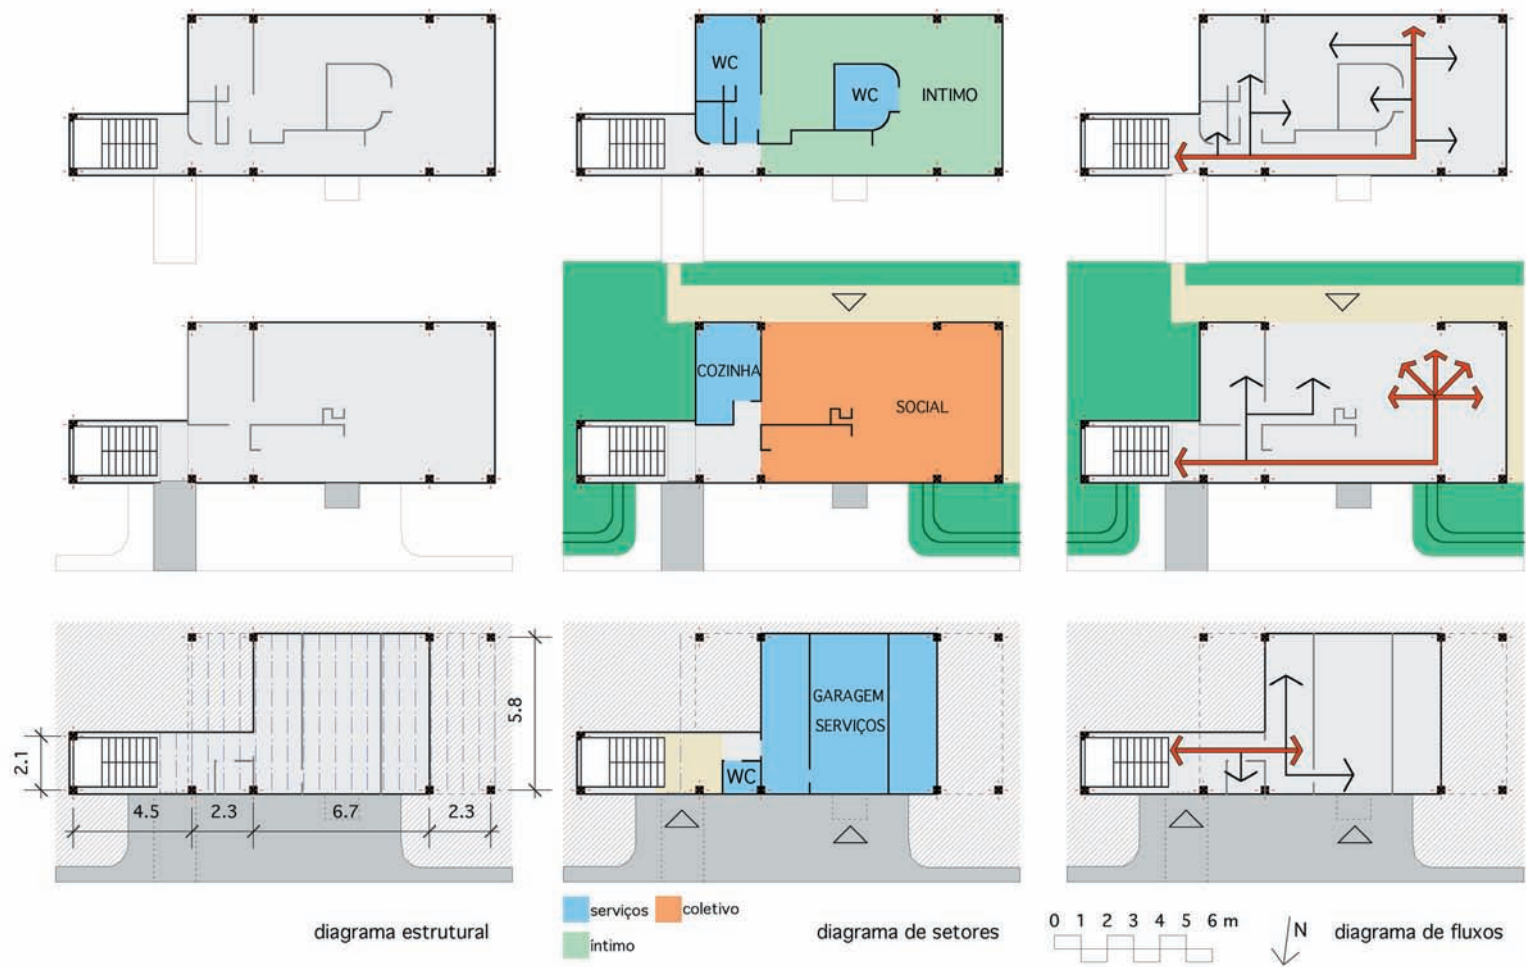 WC
WC
INTIMO
COZINHA
SOCIAL
GARAGEM
SERVIÇOS
WC
5.8
2.1
4.5
2.3
6.7
2.3
serviços
coletivo
íntimo
diagrama estrutural
diagrama de setores
0 1 2 3 4 5 6 m
N
diagrama de fluxos